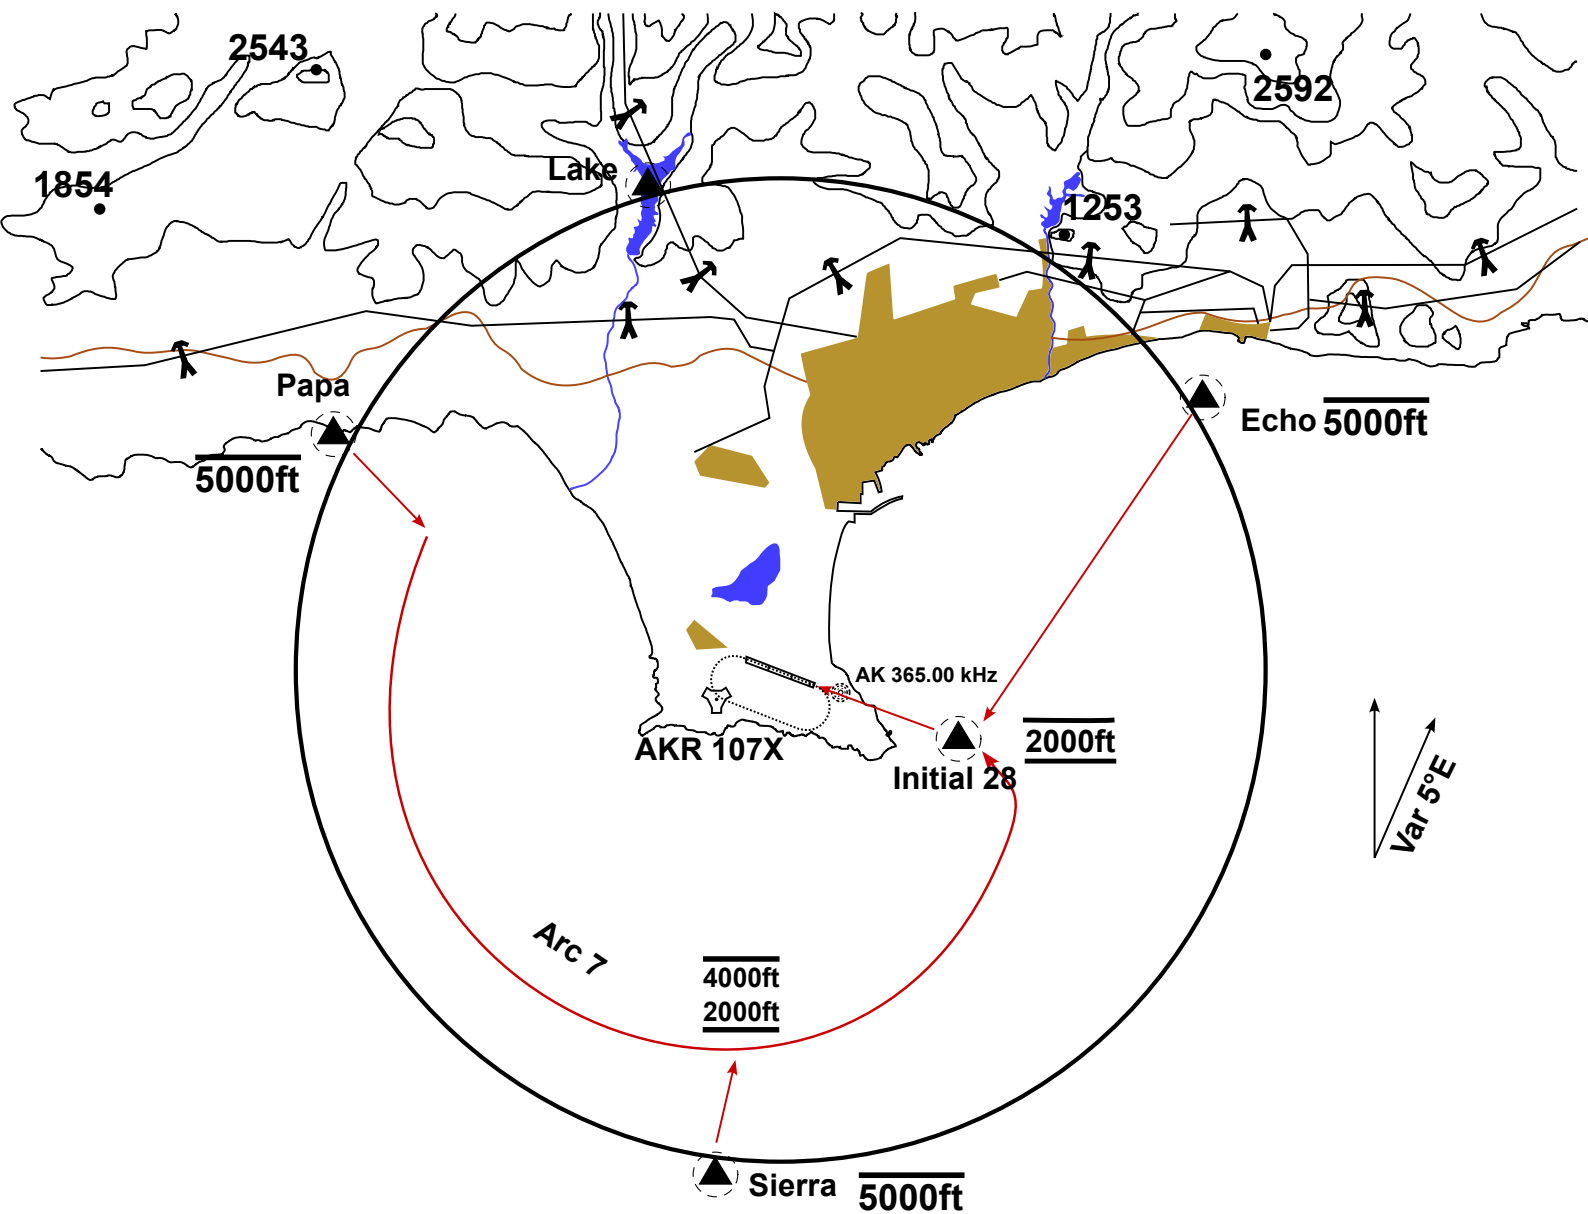 2543
2592
Lake
1854
1253
Papa
5000ft
Echo 5000ft
AK 365.00 kHz
AKR 107X
2000ft
Initial 28
Var 5°E
Arc 7
4000ft
2000ft
Sierra 5000ft